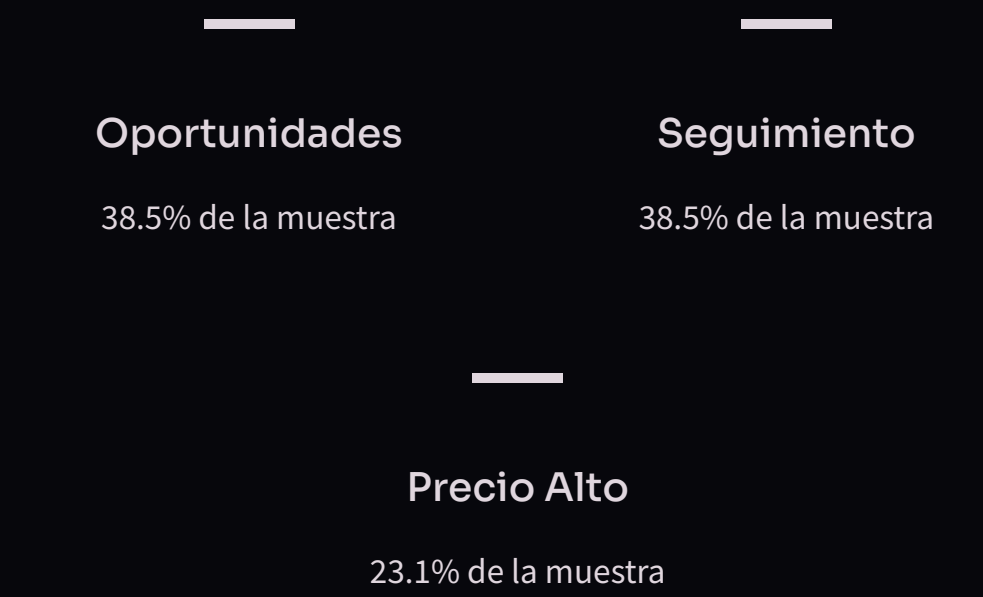 Oportunidades
38.5% de la muestra
Seguimiento
38.5% de la muestra
Precio Alto
23.1% de la muestra